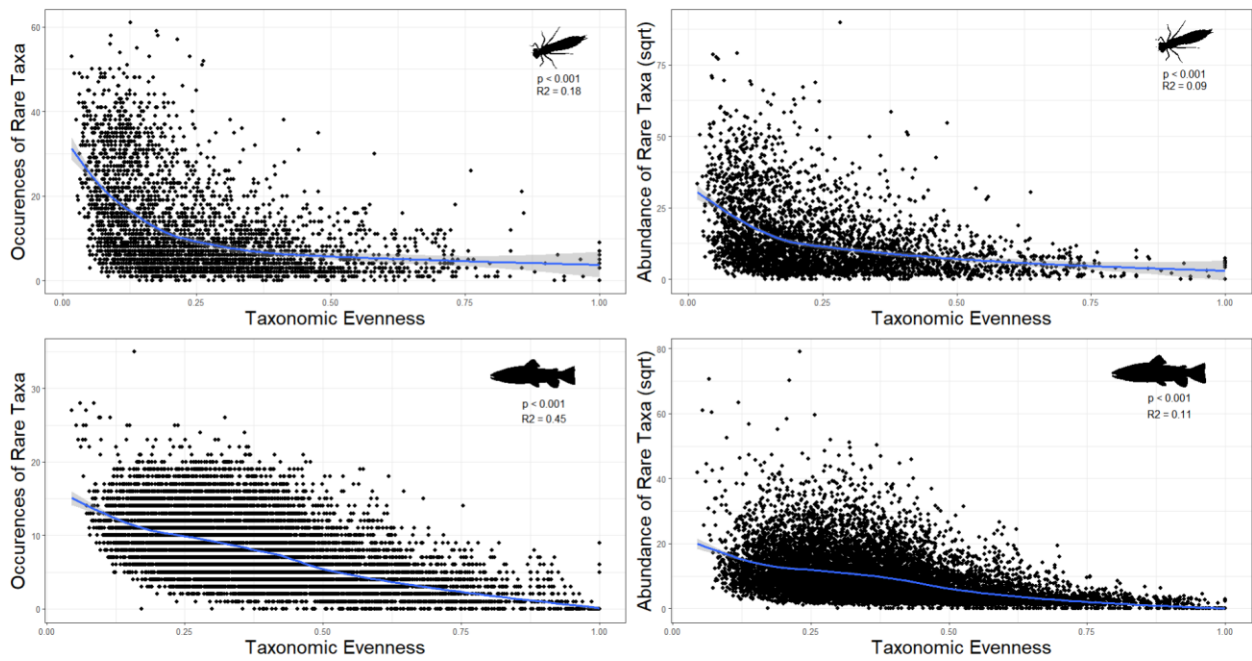 Occurences of Rare Taxa
60
40
20
0
p < 0.001
R2 = 0.18
0.00 0.25 0.50 0.75 1.00
Taxonomic Evenness
Abundance of Rare Taxa (sqrt)
75
50
25
0
p < 0.001
R2 = 0.09
0.00 0.25 0.50 0.75 1.00
Taxonomic Evenness
Occurences of Rare Taxa
30
20
10
0
p < 0.001
R2 = 0.45
0.00 0.25 0.50 0.75 1.00
Taxonomic Evenness
Abundance of Rare Taxa (sqrt)
80
60
40
20
0
p < 0.001
R2 = 0.11
0.00 0.25 0.50 0.75 1.00
Taxonomic Evenness